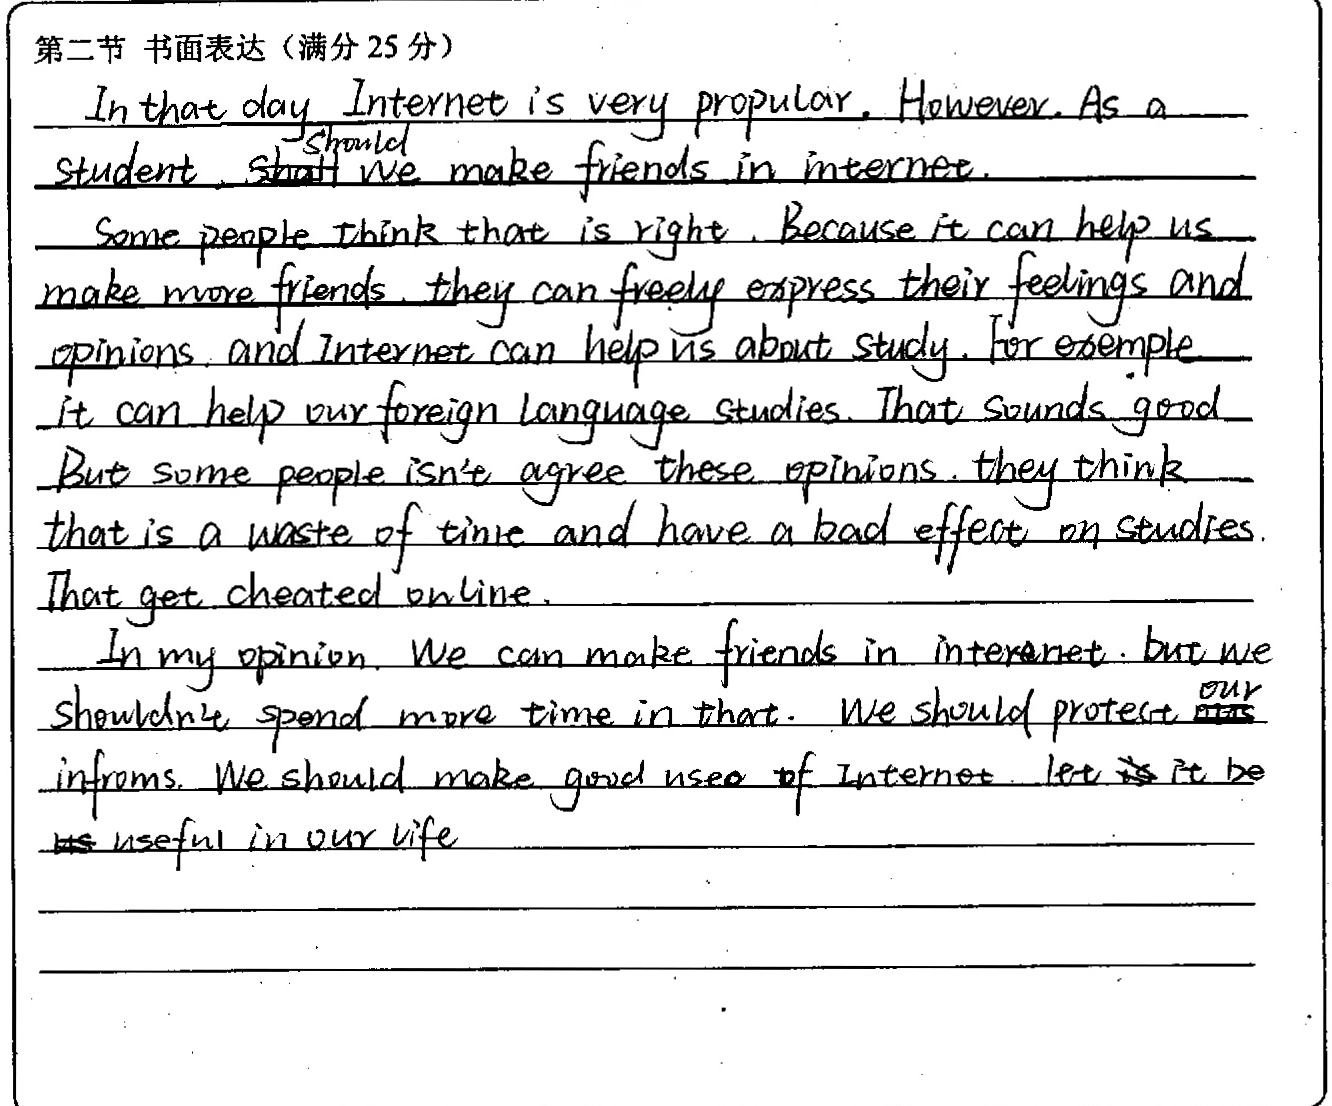 第二节 书面表达（满分 25 分）
In that day Internet is very propular. However. As a
student, should we make friends in internet.
Some people think that is right. Because it can help us
make more friends. they can freely express their feelings and
opinions. and Internet can help us about study. For exemple
it can help our foreign language studies. That sounds good
But some people isn't agree these opinions. they think
that is a waste of time and have a bad effect on studies.
That get cheated online.
In my opinion. We can make friends in interenet. but we
shouldn't spend more time in that. We should protect our
infroms. We should make good use of Internet let it be
useful in our life